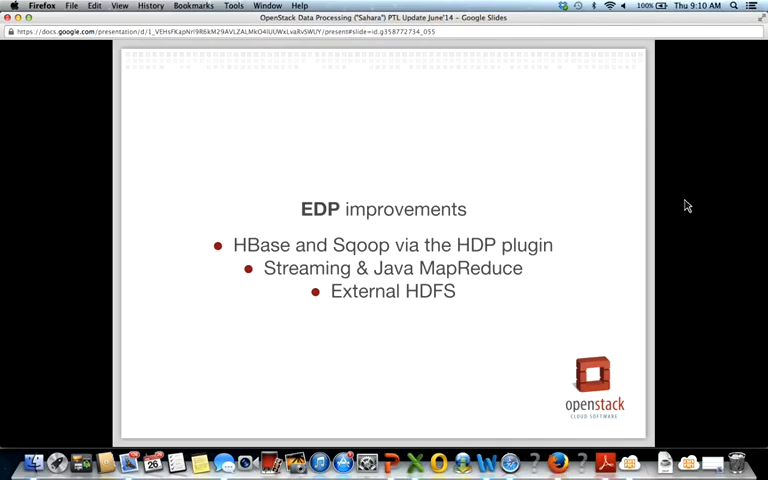 Firefox File Edit View History Bookmarks Tools Window Help 100% Thu 9:10 AM
OpenStack Data Processing ("Sahara") PTL Update June'14 – Google Slides
EDP improvements
HBase and Sqoop via the HDP plugin
Streaming & Java MapReduce
External HDFS
openstack
CLOUD SOFTWARE